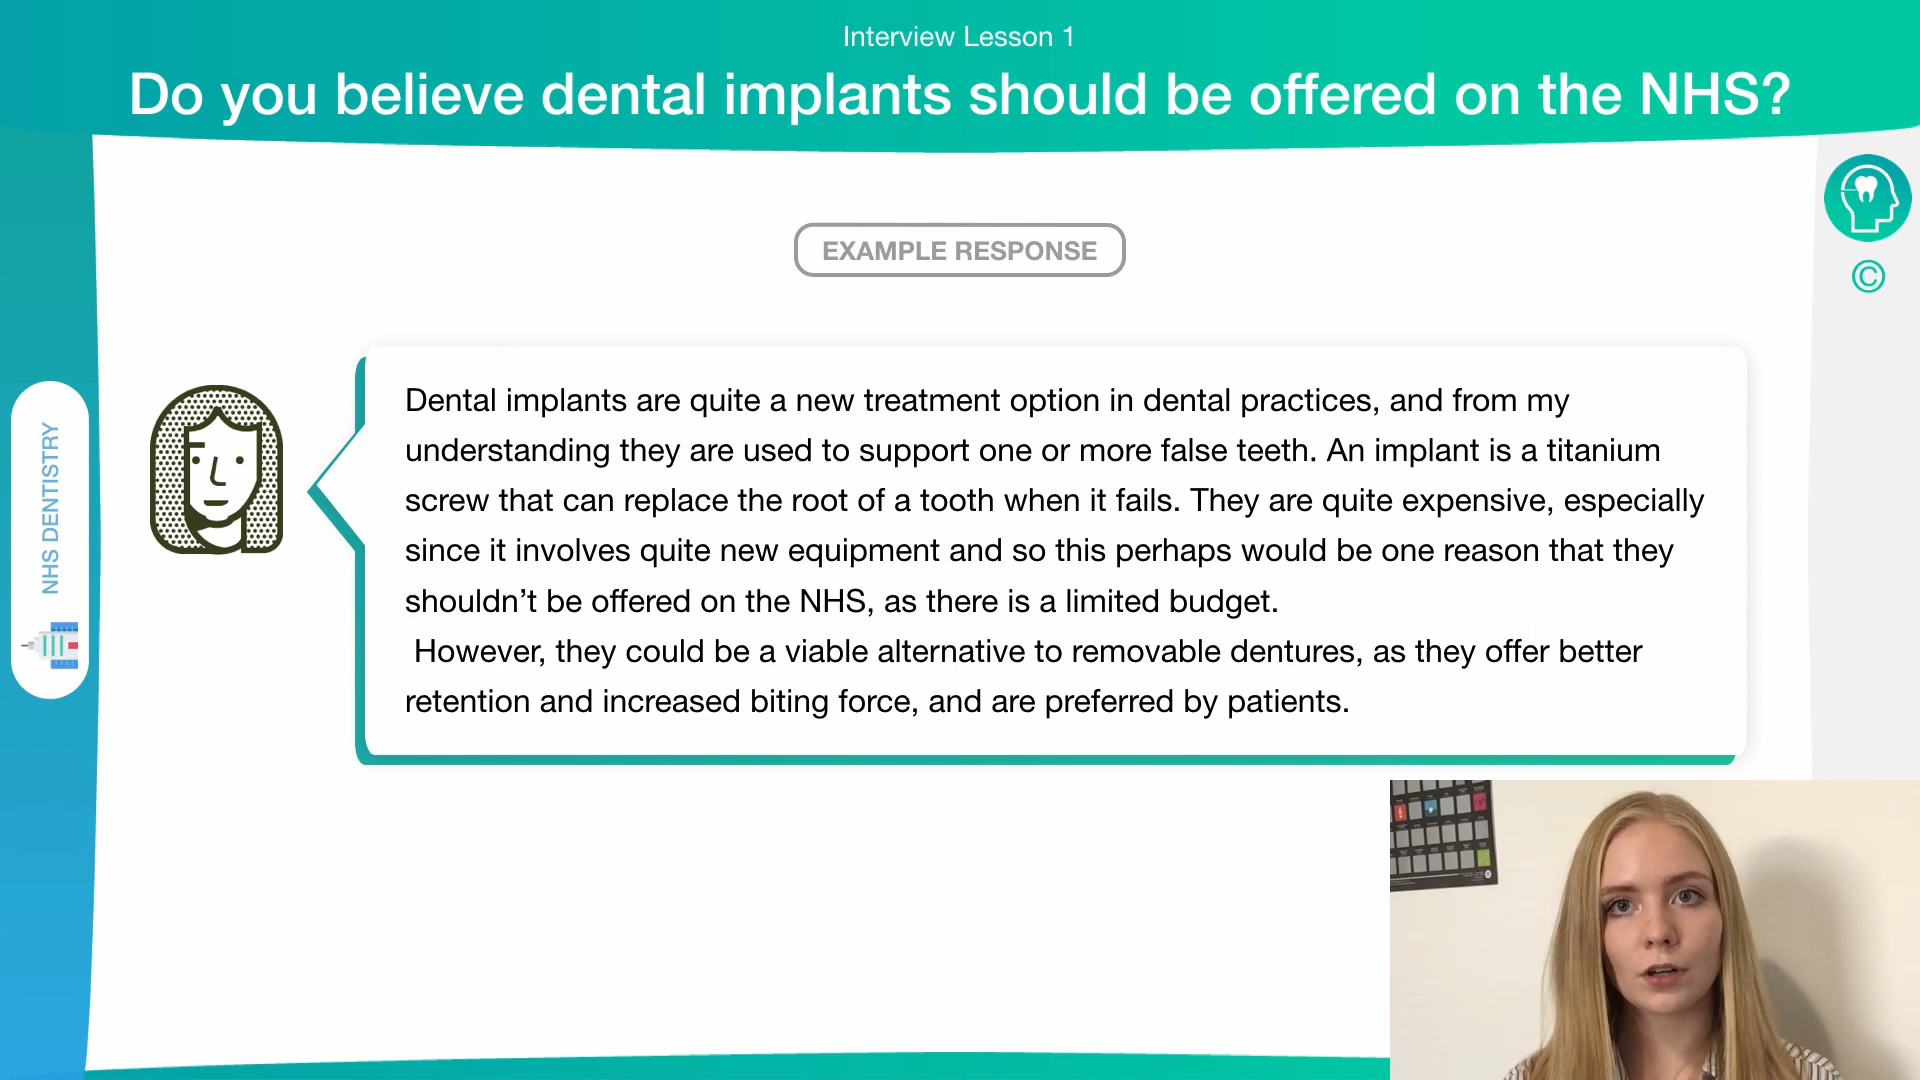 Interview Lesson 1
Do you believe dental implants should be offered on the NHS?
EXAMPLE RESPONSE
©
NHS DENTISTRY
Dental implants are quite a new treatment option in dental practices, and from my
understanding they are used to support one or more false teeth. An implant is a titanium
screw that can replace the root of a tooth when it fails. They are quite expensive, especially
since it involves quite new equipment and so this perhaps would be one reason that they
shouldn’t be offered on the NHS, as there is a limited budget.
However, they could be a viable alternative to removable dentures, as they offer better
retention and increased biting force, and are preferred by patients.